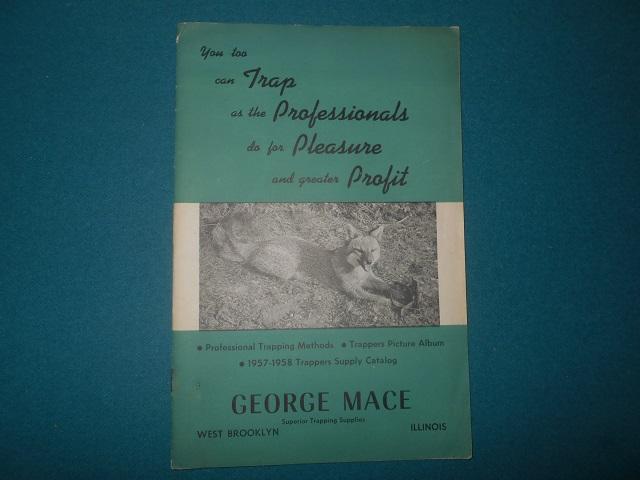 You too
can Trap
as the Professionals
do for Pleasure
and greater Profit
• Professional Trapping Methods • Trappers Picture Album
• 1957-1958 Trappers Supply Catalog
GEORGE MACE
Superior Trapping Supplies
WEST BROOKLYN ILLINOIS